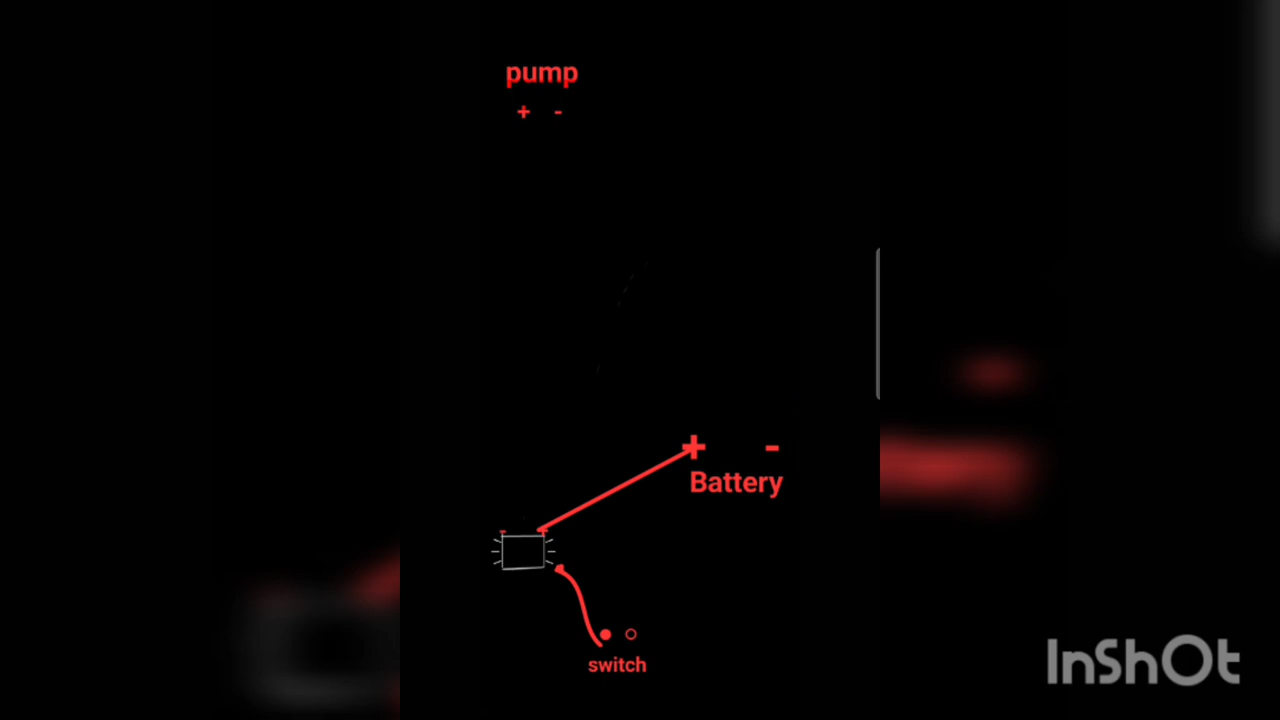 pump
+ -
+ -
Battery
- +
switch
InShOt